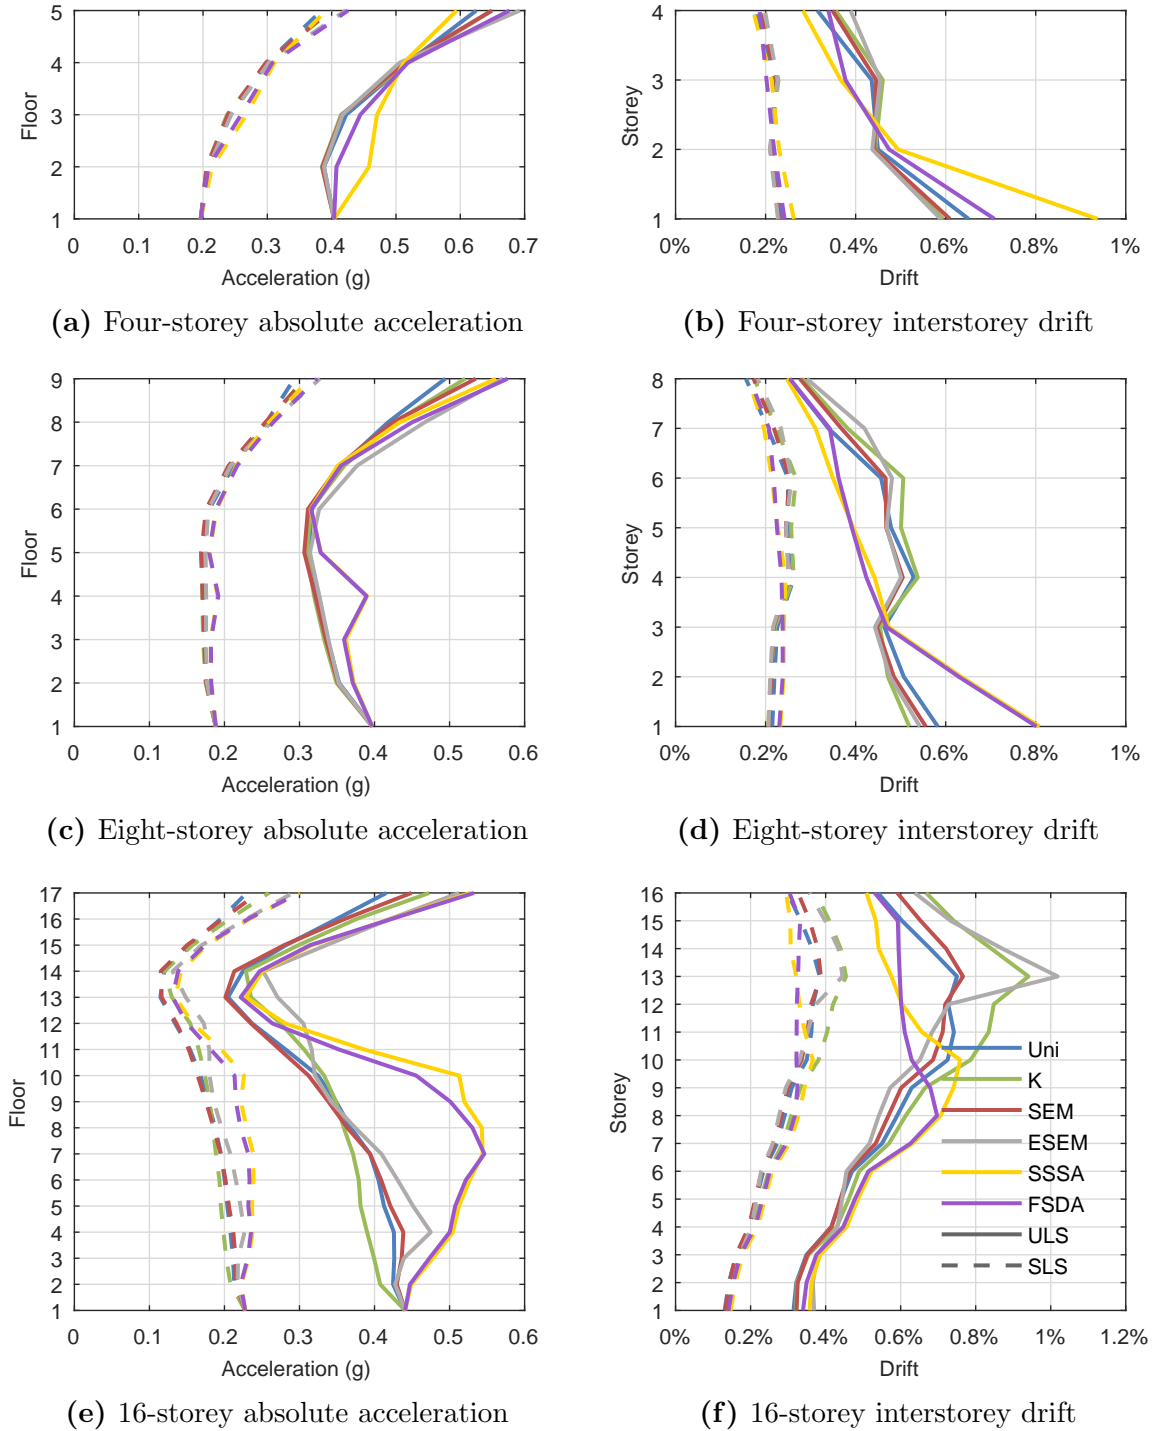 5
4
3
2
1
Floor
0 0.1 0.2 0.3 0.4 0.5 0.6 0.7
Acceleration (g)
(a) Four-storey absolute acceleration
4
3
2
1
Storey
0% 0.2% 0.4% 0.6% 0.8% 1%
Drift
(b) Four-storey interstorey drift
9
8
7
6
5
4
3
2
1
Floor
0 0.1 0.2 0.3 0.4 0.5 0.6
Acceleration (g)
(c) Eight-storey absolute acceleration
8
7
6
5
4
3
2
1
Storey
0% 0.2% 0.4% 0.6% 0.8% 1%
Drift
(d) Eight-storey interstorey drift
17
16
15
14
13
12
11
10
9
8
7
6
5
4
3
2
1
Floor
0 0.1 0.2 0.3 0.4 0.5 0.6
Acceleration (g)
(e) 16-storey absolute acceleration
16
15
14
13
12
11
10
9
8
7
6
5
4
3
2
1
Storey
Uni
K
SEM
ESEM
SSSA
FSDA
ULS
SLS
0% 0.2% 0.4% 0.6% 0.8% 1% 1.2%
Drift
(f) 16-storey interstorey drift